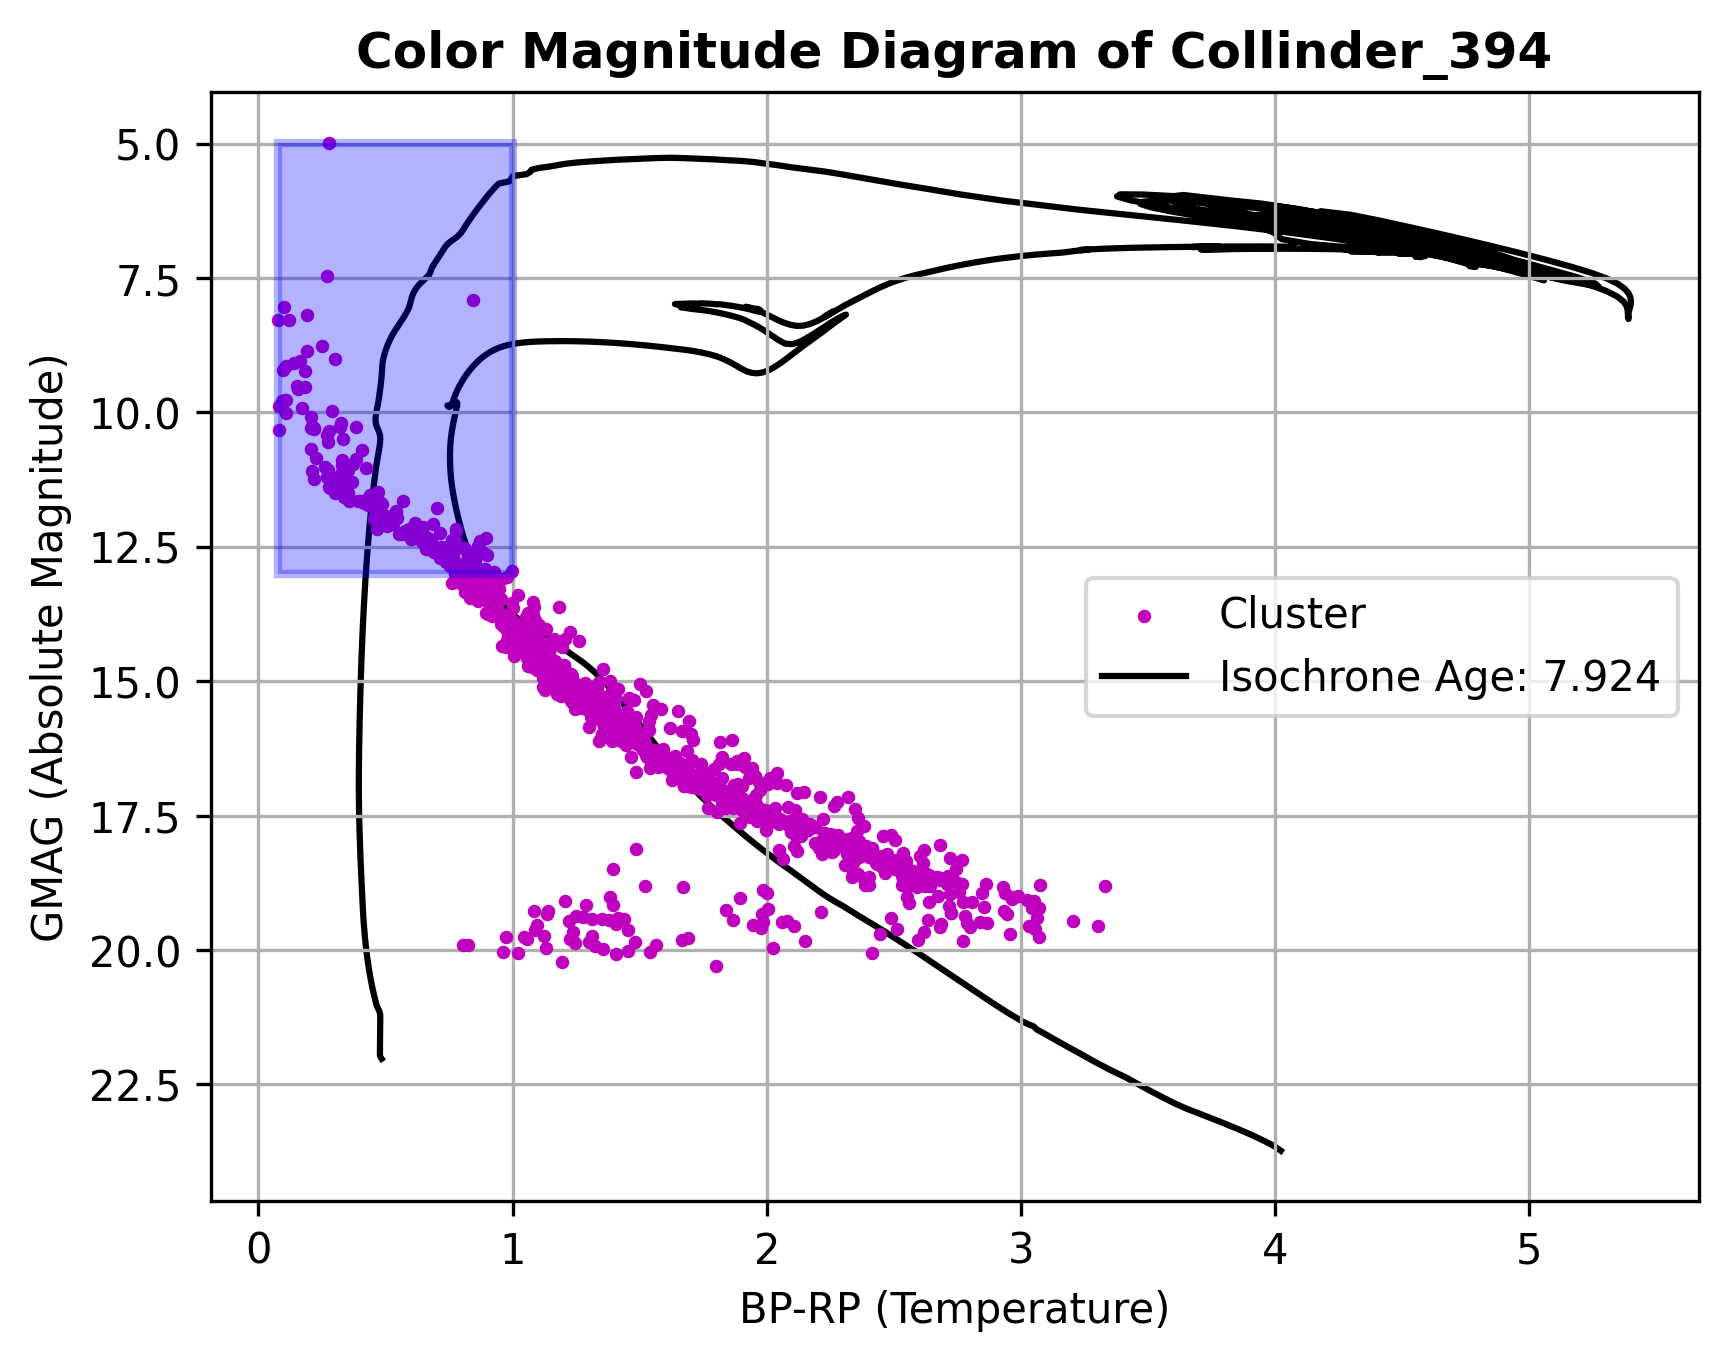 Color Magnitude Diagram of Collinder_394
GMAG (Absolute Magnitude)
5.0
7.5
10.0
12.5
15.0
17.5
20.0
22.5
Cluster
Isochrone Age: 7.924
0 1 2 3 4 5
BP-RP (Temperature)